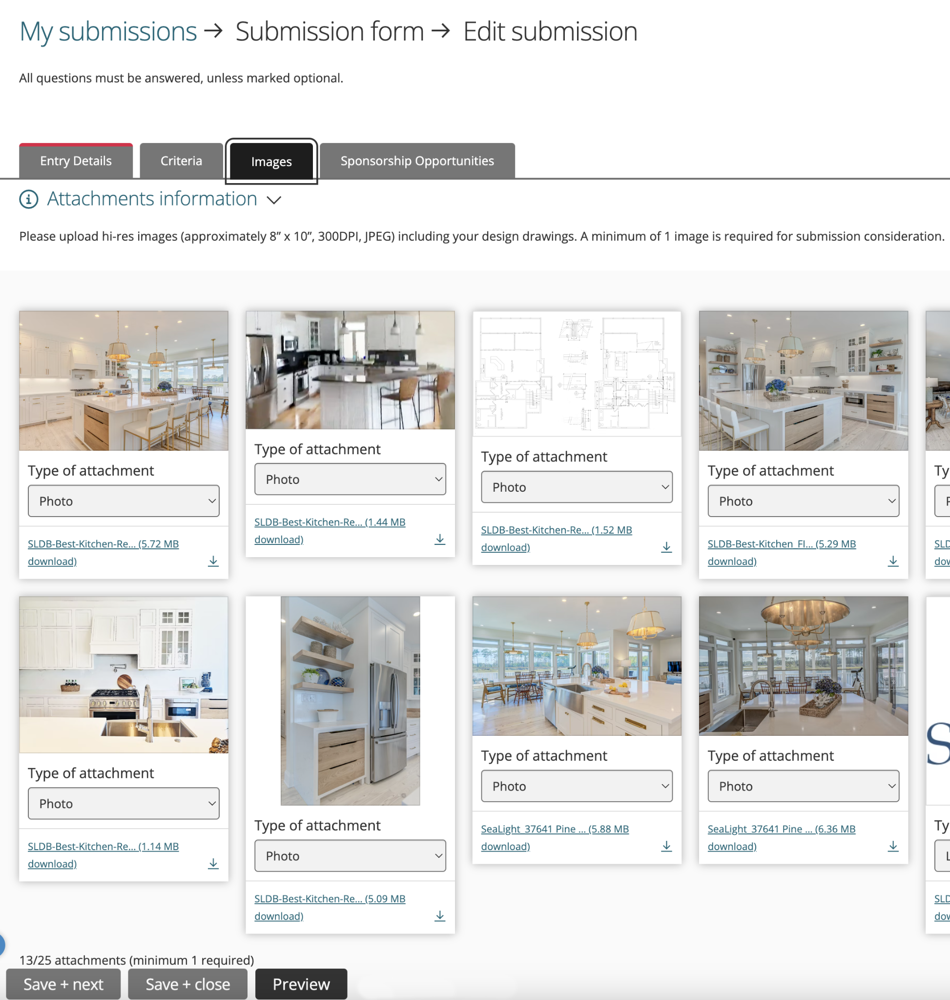 My submissions → Submission form → Edit submission
All questions must be answered, unless marked optional.
Entry Details
Criteria
Images
Sponsorship Opportunities
Attachments information
Please upload hi-res images (approximately 8” x 10”, 300DPI, JPEG) including your design drawings. A minimum of 1 image is required for submission consideration.
Type of attachment
Photo
SLDB-Best-Kitchen-Re... (5.72 MB
download)
Type of attachment
Photo
SLDB-Best-Kitchen-Re... (1.44 MB
download)
Type of attachment
Photo
SLDB-Best-Kitchen-Re... (1.52 MB
download)
Type of attachment
Photo
SLDB-Best-Kitchen_Fl... (5.29 MB
download)
Ty
SLD
dow
Type of attachment
Photo
SLDB-Best-Kitchen-Re... (1.14 MB
download)
Type of attachment
Photo
SLDB-Best-Kitchen-Re... (5.09 MB
download)
Type of attachment
Photo
SeaLight_37641 Pine ... (5.88 MB
download)
Type of attachment
Photo
SeaLight_37641 Pine ... (6.36 MB
download)
S
Ty
L
SLD
dow
13/25 attachments (minimum 1 required)
Save + next
Save + close
Preview